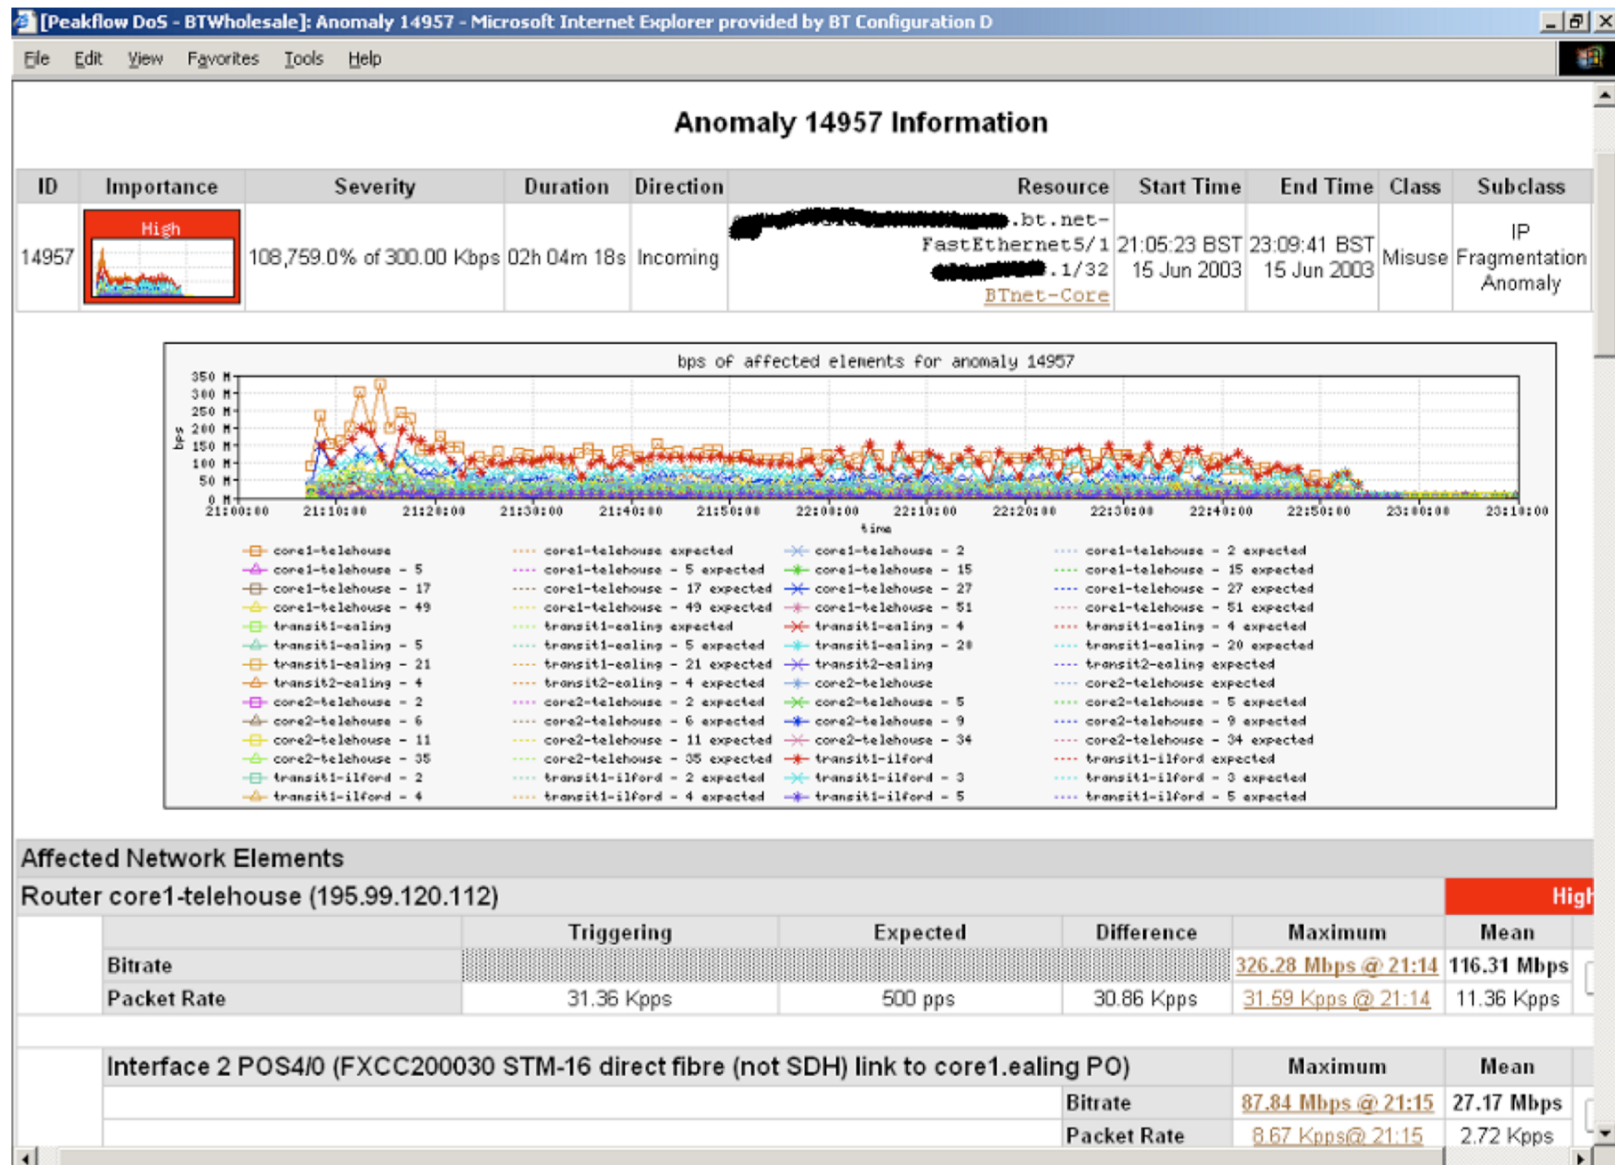 [Peakflow DoS - BTWholesale]: Anomaly 14957 - Microsoft Internet Explorer provided by BT Configuration D
File Edit View Favorites Tools Help
Anomaly 14957 Information
ID Importance Severity Duration Direction Resource Start Time End Time Class Subclass
14957 High 108,759.0% of 300.00 Kbps 02h 04m 18s Incoming .bt.net-
FastEthernet5/1
.1/32
BTnet-Core
21:05:23 BST
15 Jun 2003
23:09:41 BST
15 Jun 2003
Misuse
IP
Fragmentation
Anomaly
bps of affected elements for anomaly 14957
350 M
300 M
250 M
200 M
150 M
100 M
50 M
0 M
bps
21:00:00 21:10:00 21:20:00 21:30:00 21:40:00 21:50:00 22:00:00 22:10:00 22:20:00 22:30:00 22:40:00 22:50:00 23:00:00 23:10:00
time
core1-telehouse core1-telehouse expected core1-telehouse - 2 core1-telehouse - 2 expected
core1-telehouse - 5 core1-telehouse - 5 expected core1-telehouse - 15 core1-telehouse - 15 expected
core1-telehouse - 17 core1-telehouse - 17 expected core1-telehouse - 27 core1-telehouse - 27 expected
core1-telehouse - 49 core1-telehouse - 49 expected core1-telehouse - 51 core1-telehouse - 51 expected
transit1-ealing transit1-ealing expected transit1-ealing - 4 transit1-ealing - 4 expected
transit1-ealing - 5 transit1-ealing - 5 expected transit1-ealing - 20 transit1-ealing - 20 expected
transit1-ealing - 21 transit1-ealing - 21 expected transit2-ealing transit2-ealing expected
transit2-ealing - 4 transit2-ealing - 4 expected core2-telehouse core2-telehouse expected
core2-telehouse - 2 core2-telehouse - 2 expected core2-telehouse - 5 core2-telehouse - 5 expected
core2-telehouse - 6 core2-telehouse - 6 expected core2-telehouse - 9 core2-telehouse - 9 expected
core2-telehouse - 11 core2-telehouse - 11 expected core2-telehouse - 34 core2-telehouse - 34 expected
core2-telehouse - 35 core2-telehouse - 35 expected transit1-ilford transit1-ilford expected
transit1-ilford - 2 transit1-ilford - 2 expected transit1-ilford - 3 transit1-ilford - 3 expected
transit1-ilford - 4 transit1-ilford - 4 expected transit1-ilford - 5 transit1-ilford - 5 expected
Affected Network Elements
Router core1-telehouse (195.99.120.112) High
Triggering Expected Difference Maximum Mean
Bitrate 326.28 Mbps @ 21:14 116.31 Mbps
Packet Rate 31.36 Kpps 500 pps 30.86 Kpps 31.59 Kpps @ 21:14 11.36 Kpps
Interface 2 POS4/0 (FXCC200030 STM-16 direct fibre (not SDH) link to core1.ealing PO) Maximum Mean
Bitrate 87.84 Mbps @ 21:15 27.17 Mbps
Packet Rate 8.67 Kpps@ 21:15 2.72 Kpps